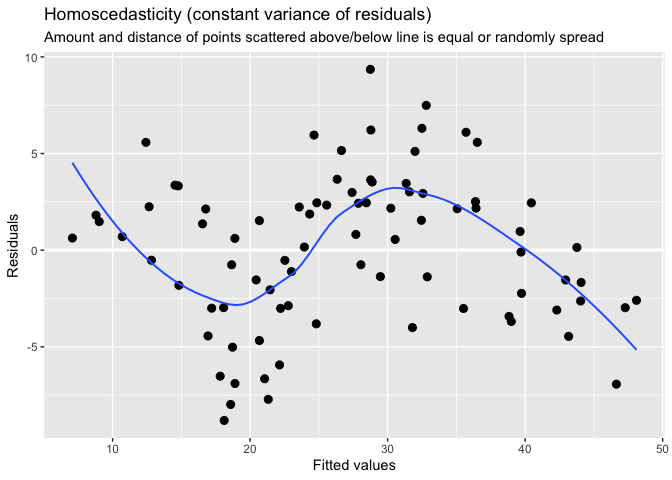 Homoscedasticity (constant variance of residuals)
Amount and distance of points scattered above/below line is equal or randomly spread
10
5
0
-5
Residuals
10 20 30 40 50
Fitted values